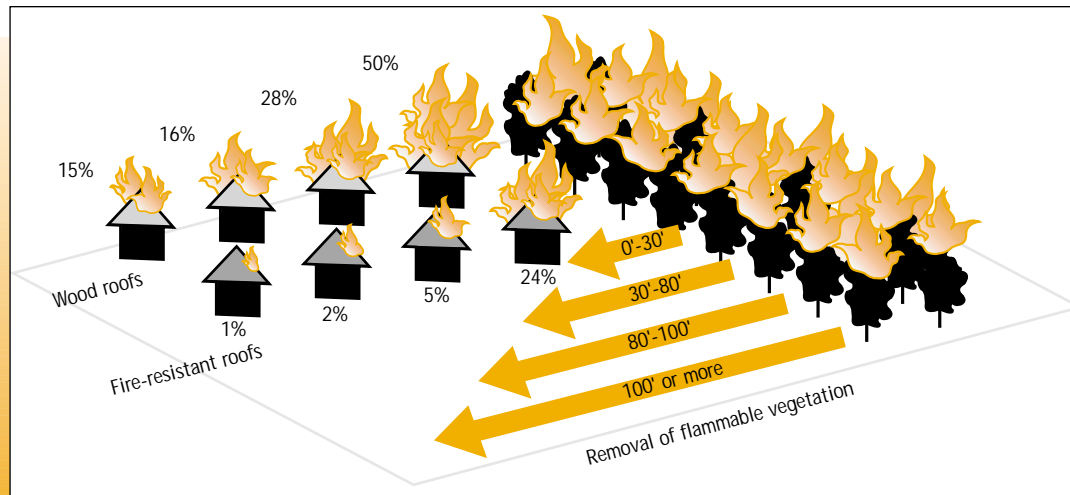 50%
28%
16%
15%
0'-30'
30'-80'
80'-100'
100' or more
Wood roofs
24%
5%
2%
1%
Fire-resistant roofs
Removal of flammable vegetation